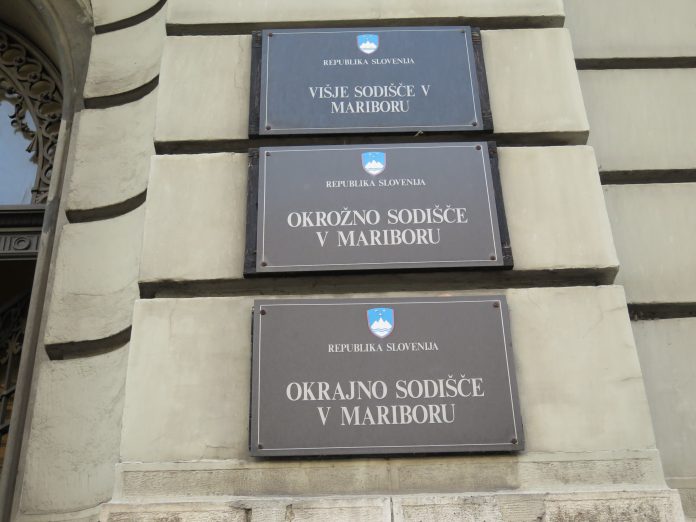 REPUBLIKA SLOVENIJA
VIŠJE SODIŠČE V
MARIBORU
REPUBLIKA SLOVENIJA
OKROŽNO SODIŠČE
V MARIBORU
REPUBLIKA SLOVENIJA
OKRAJNO SODIŠČE
V MARIBORU